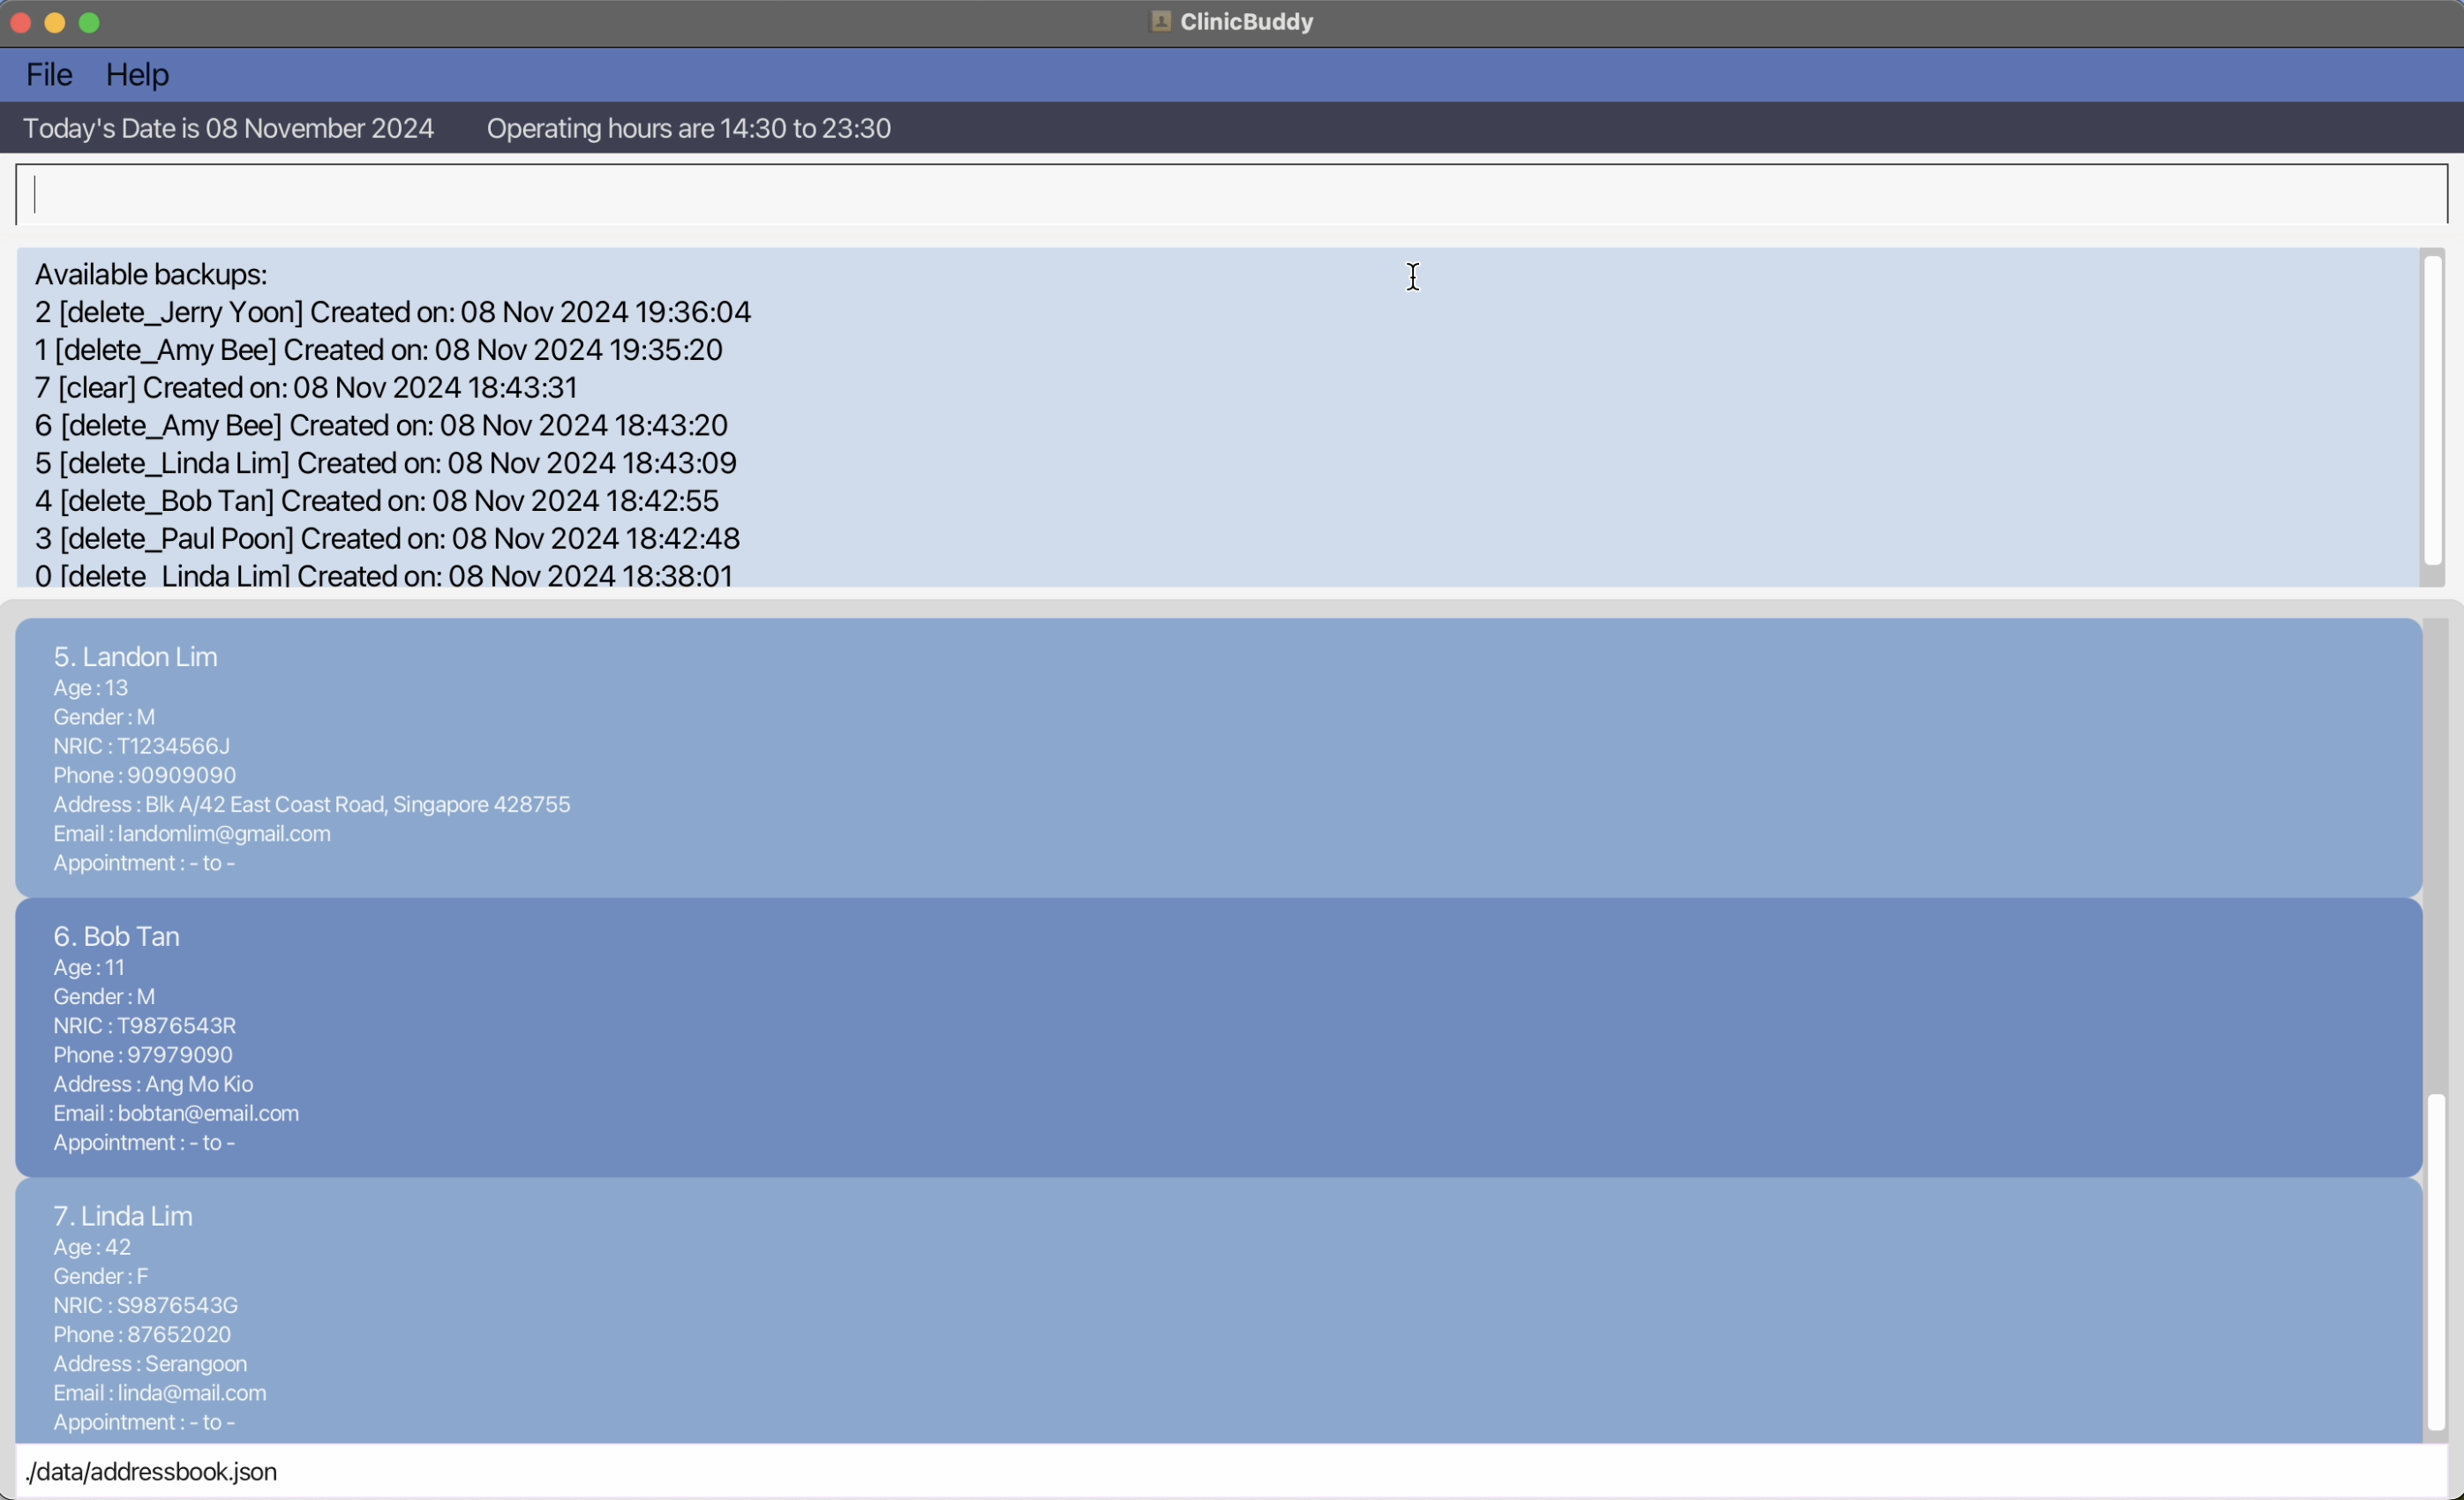 ClinicBuddy
File Help
Today's Date is 08 November 2024 Operating hours are 14:30 to 23:30
Available backups:
2 [delete_Jerry Yoon] Created on: 08 Nov 2024 19:36:04
1 [delete_Amy Bee] Created on: 08 Nov 2024 19:35:20
7 [clear] Created on: 08 Nov 2024 18:43:31
6 [delete_Amy Bee] Created on: 08 Nov 2024 18:43:20
5 [delete_Linda Lim] Created on: 08 Nov 2024 18:43:09
4 [delete_Bob Tan] Created on: 08 Nov 2024 18:42:55
3 [delete_Paul Poon] Created on: 08 Nov 2024 18:42:48
0 [delete_Linda Lim] Created on: 08 Nov 2024 18:38:01
5. Landon Lim
Age : 13
Gender : M
NRIC : T1234566J
Phone : 90909090
Address : Blk A/42 East Coast Road, Singapore 428755
Email : landomlim@gmail.com
Appointment : - to -
6. Bob Tan
Age : 11
Gender : M
NRIC : T9876543R
Phone : 97979090
Address : Ang Mo Kio
Email : bobtan@email.com
Appointment : - to -
7. Linda Lim
Age : 42
Gender : F
NRIC : S9876543G
Phone : 87652020
Address : Serangoon
Email : linda@mail.com
Appointment : - to -
./data/addressbook.json